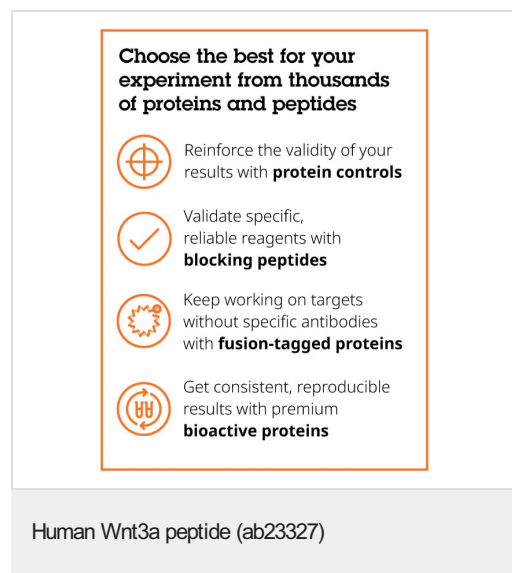 Choose the best for your
experiment from thousands
of proteins and peptides
Reinforce the validity of your
results with protein controls
Validate specific,
reliable reagents with
blocking peptides
Keep working on targets
without specific antibodies
with fusion-tagged proteins
Get consistent, reproducible
results with premium
bioactive proteins
Human Wnt3a peptide (ab23327)